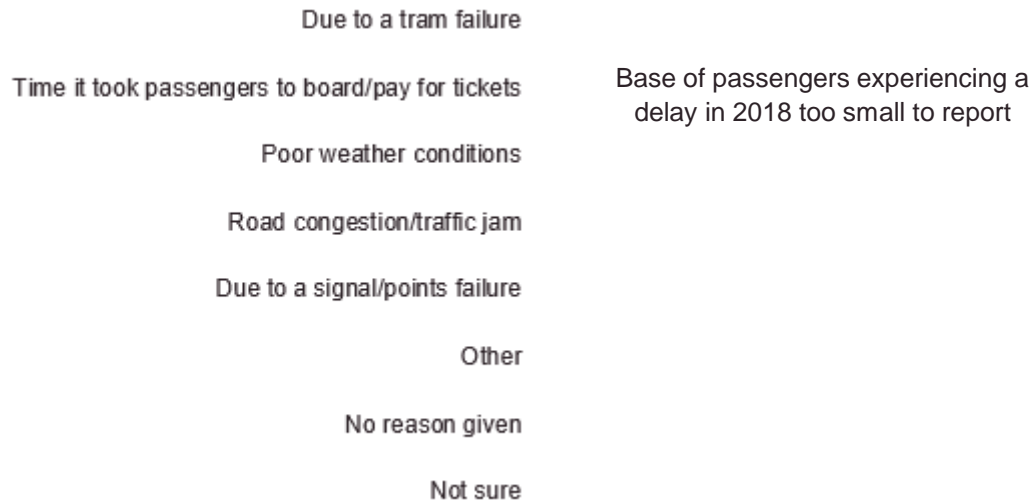 Due to a tram failure
Time it took passengers to board/pay for tickets
Base of passengers experiencing a
delay in 2018 too small to report
Poor weather conditions
Road congestion/traffic jam
Due to a signal/points failure
Other
No reason given
Not sure